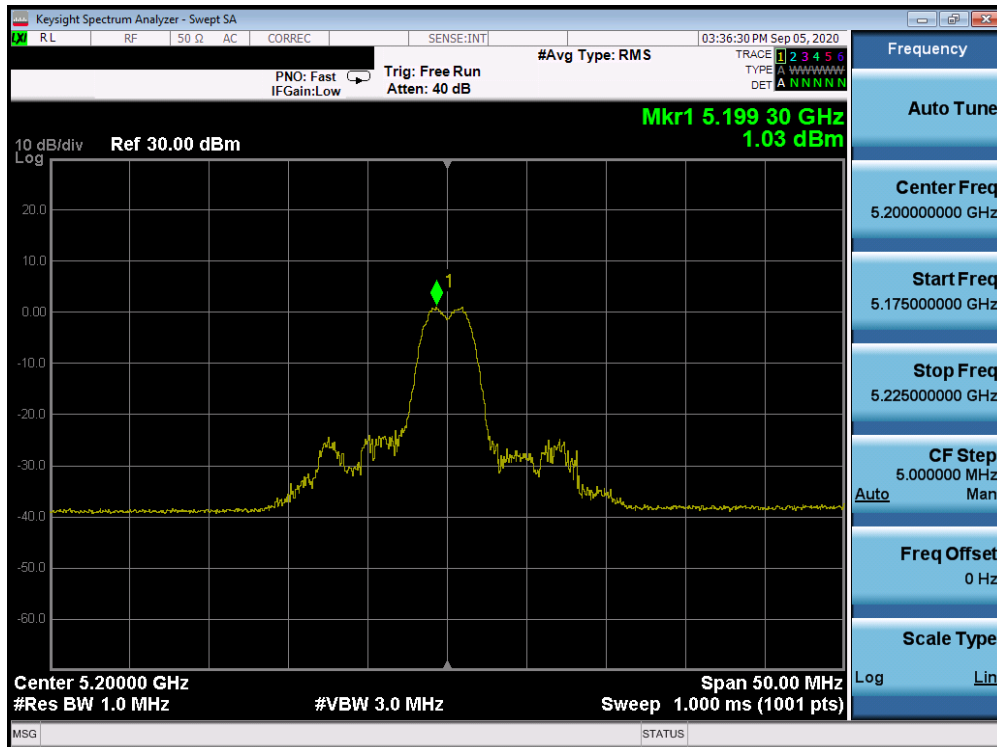 Keysight Spectrum Analyzer - Swept SA
LXI RL RF 50 Ω AC CORREC SENSE:INT 03:36:30 PM Sep 05, 2020
#Avg Type: RMS
TRACE 1 2 3 4 5 6
TYPE A WWWWW
DET A N N N N N
PNO: Fast
IFGain:Low
Trig: Free Run
Atten: 40 dB
Mkr1 5.199 30 GHz
1.03 dBm
10 dB/div Ref 30.00 dBm
Log
20.0
10.0
1
0.00
-10.0
-20.0
-30.0
-40.0
-50.0
-60.0
Center 5.20000 GHz Span 50.00 MHz
#Res BW 1.0 MHz #VBW 3.0 MHz Sweep 1.000 ms (1001 pts)
MSG STATUS
Frequency
Auto Tune
Center Freq
5.200000000 GHz
Start Freq
5.175000000 GHz
Stop Freq
5.225000000 GHz
CF Step
5.000000 MHz
Auto Man
Freq Offset
0 Hz
Scale Type
Log Lin